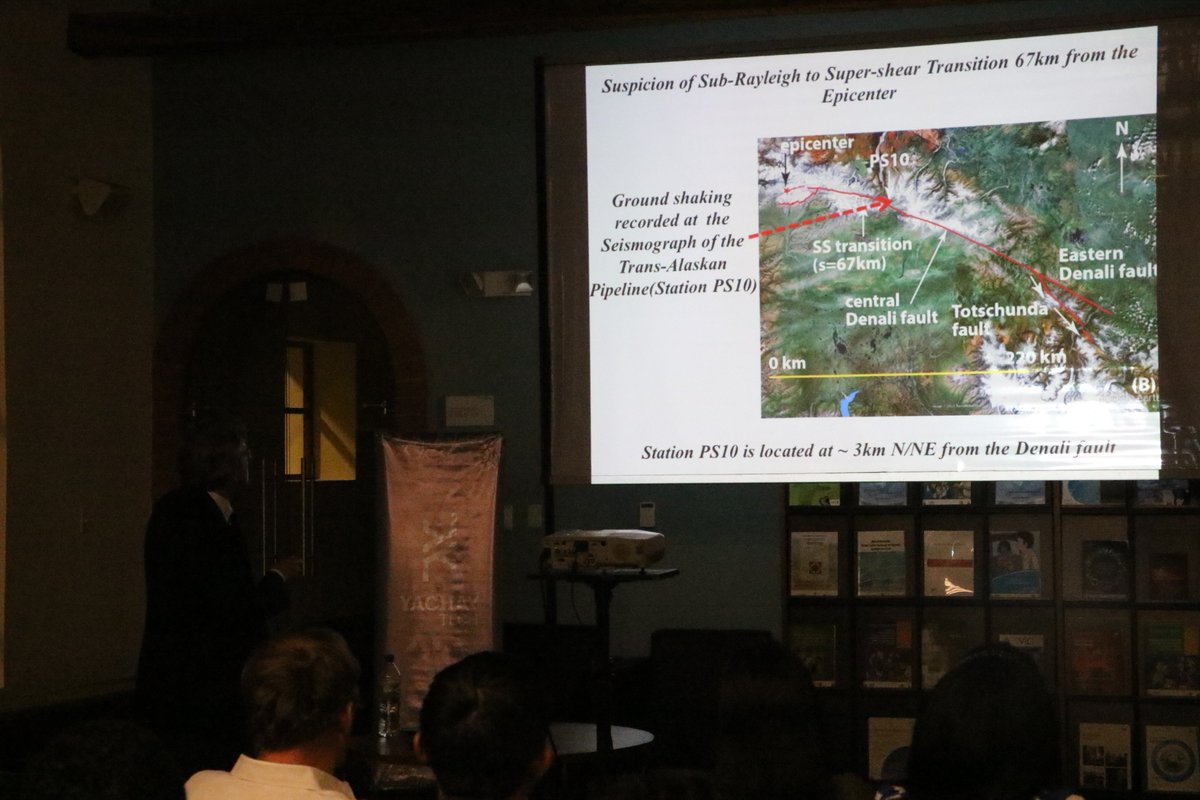 Suspicion of Sub-Rayleigh to Super-shear Transition 67km from the
Epicenter
Ground shaking
recorded at the
Seismograph of the
Trans-Alaskan
Pipeline(Station PS10)
epicenter
PS10
N
SS transition
(s=67km)
central
Denali fault
Eastern
Denali fault
Totschunda
fault
0 km
220 km
(B)
Station PS10 is located at ~ 3km N/NE from the Denali fault
YACHAY